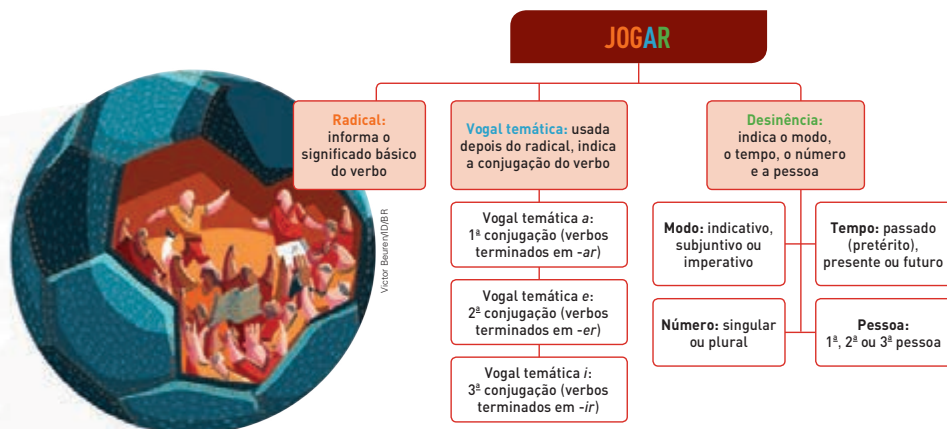 JOGAR
Radical:
informa o
significado básico
do verbo
Vogal temática: usada
depois do radical, indica
a conjugação do verbo
Desinência:
indica o modo,
o tempo, o número
e a pessoa
Vogal temática a:
1ª conjugação (verbos
terminados em -ar)
Vogal temática e:
2ª conjugação (verbos
terminados em -er)
Vogal temática i:
3ª conjugação (verbos
terminados em -ir)
Modo: indicativo,
subjuntivo ou
imperativo
Tempo: passado
(pretérito),
presente ou futuro
Número: singular
ou plural
Pessoa:
1ª, 2ª ou 3ª pessoa
Victor Beuren/ID/BR